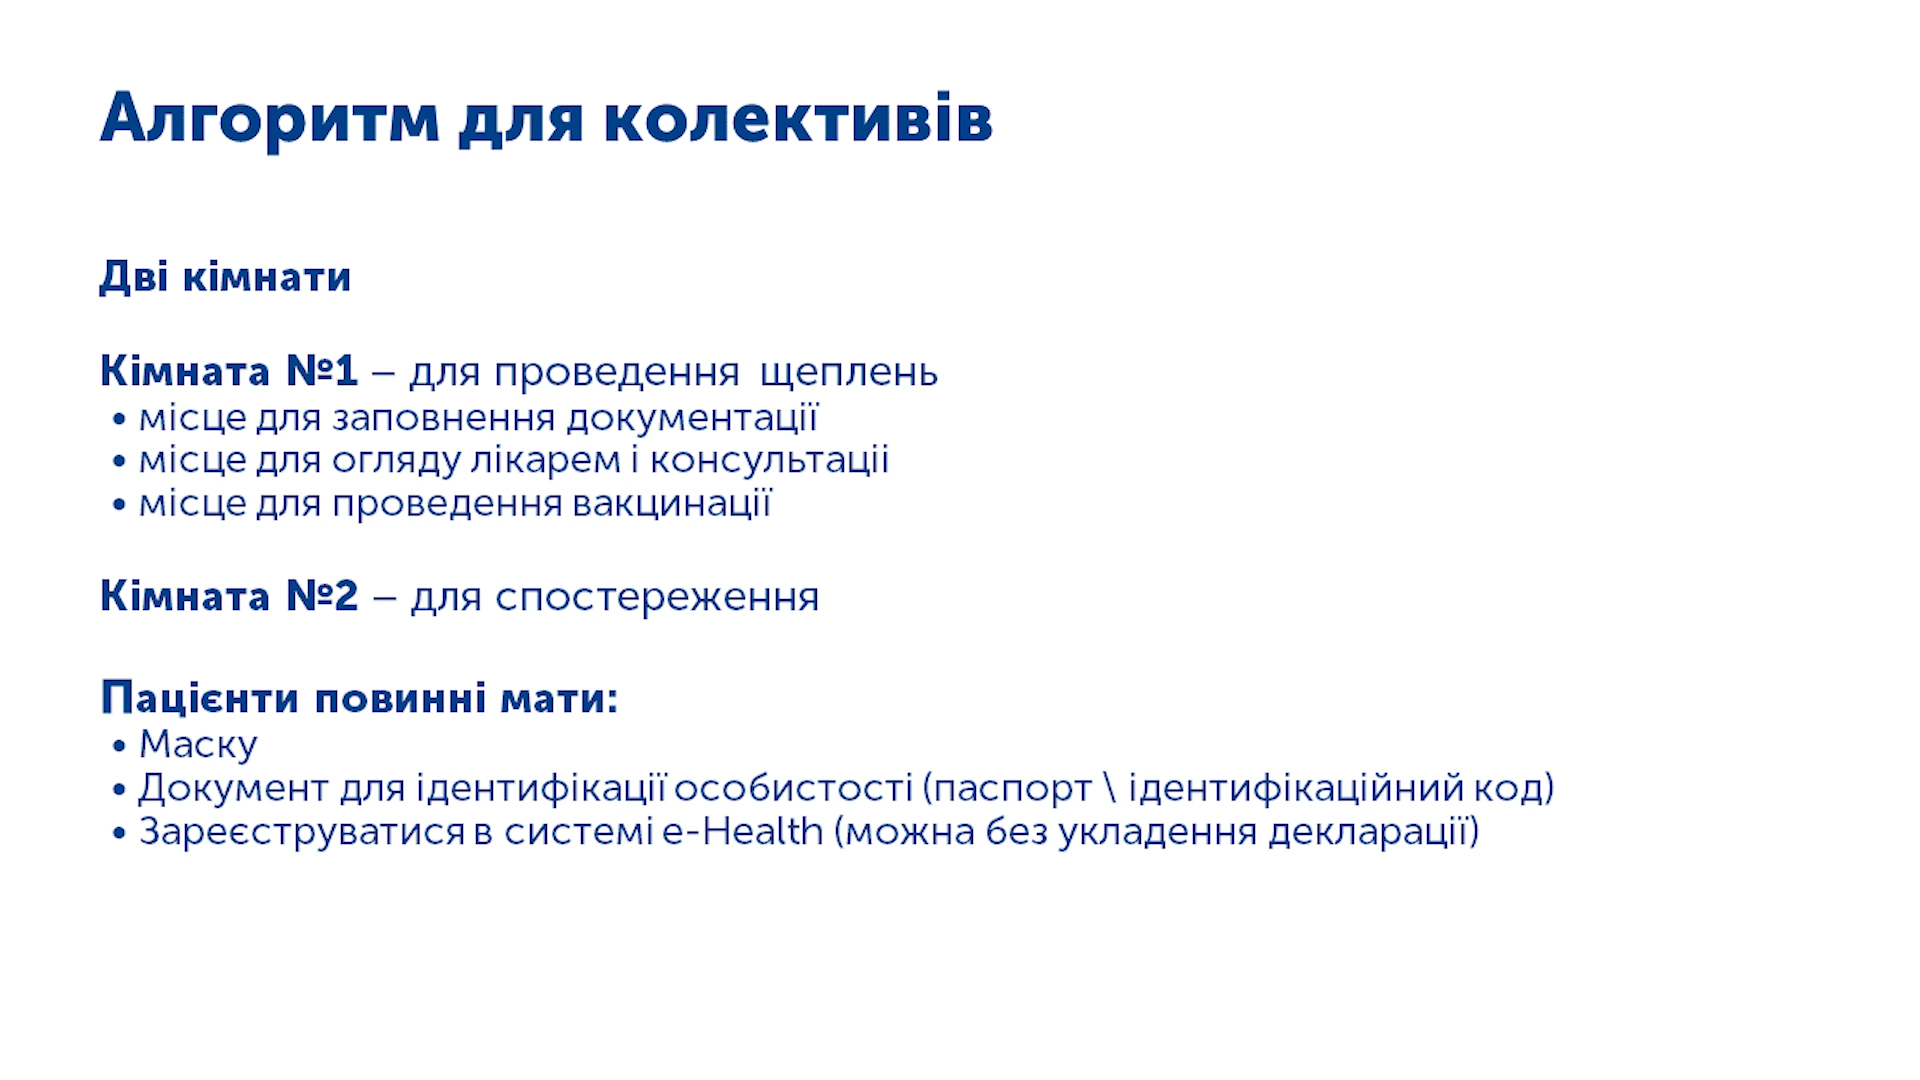 Алгоритм для колективів
Дві кімнати
Кімната №1 – для проведення щеплень
• місце для заповнення документації
• місце для огляду лікарем і консультаціі
• місце для проведення вакцинації
Кімната №2 – для спостереження
Пацієнти повинні мати:
• Маску
• Документ для ідентифікації особистості (паспорт \ ідентифікаційний код)
• Зареєструватися в системі e-Health (можна без укладення декларації)